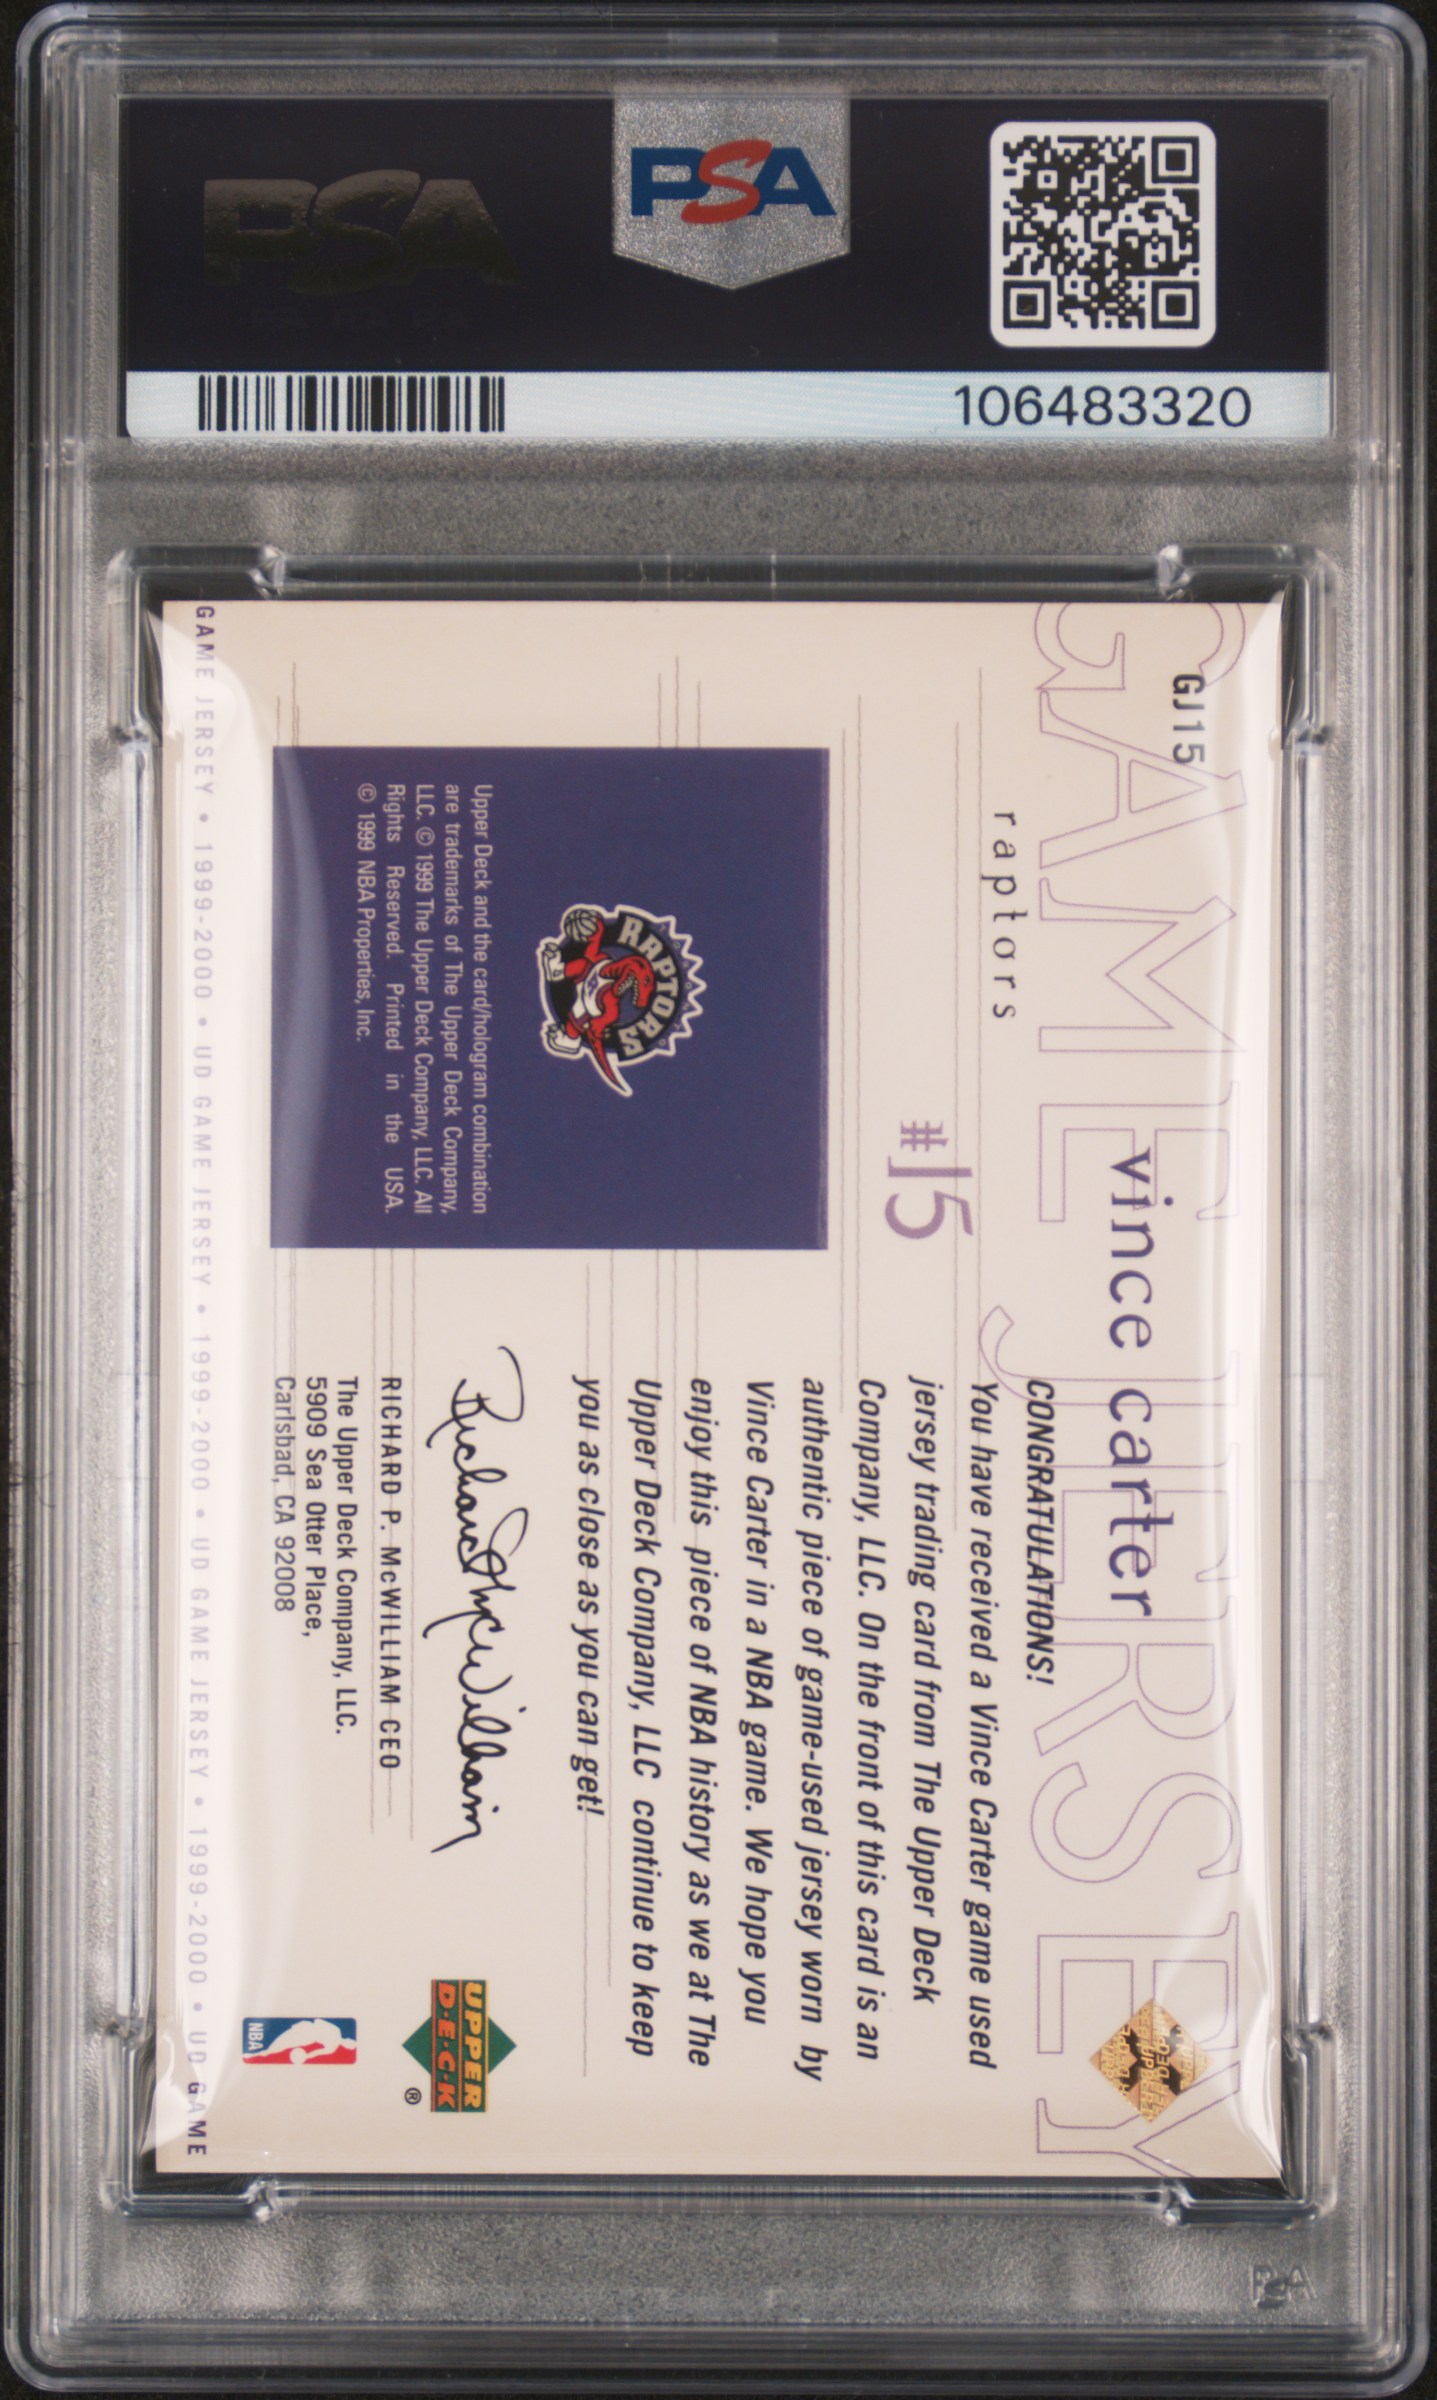 PSA
PSA
106483320
GAME JERSEY
GJ15
vince carter
raptors
#15
CONGRATULATIONS!
You have received a Vince Carter game used
jersey trading card from The Upper Deck
Company, LLC. On the front of this card is an
authentic piece of game-used jersey worn by
Vince Carter in a NBA game. We hope you
enjoy this piece of NBA history as we at The
Upper Deck Company, LLC continue to keep
you as close as you can get!
RAPTORS
Upper Deck and the card/hologram combination
are trademarks of The Upper Deck Company,
LLC. © 1999 The Upper Deck Company, LLC. All
Rights Reserved. Printed in the USA.
© 1999 NBA Properties, Inc.
Richard P McWilliam
RICHARD P. McWILLIAM CEO
The Upper Deck Company, LLC.
5909 Sea Otter Place,
Carlsbad, CA 92008
UPPER
D·E·C·K
®
NBA
GAME JERSEY • 1999-2000 • UD GAME JERSEY • 1999-2000 • UD GAME JERSEY • 1999-2000 • UD GAME
PSA